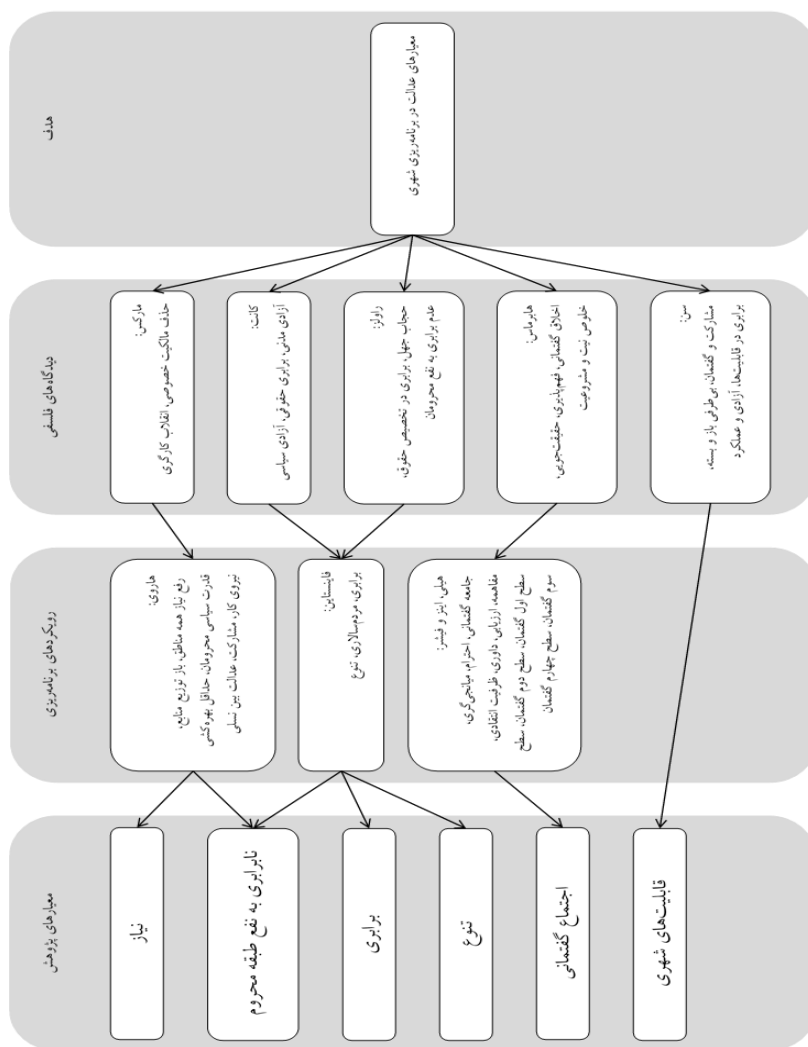 هدف
معیارهای عدالت در برنامه‌ریزی شهری
دیدگاه‌های فلسفی
مارکس:
حذف مالکیت خصوصی، انقلاب کارگری
کانت:
آزادی مدنی، برابری حقوقی، آزادی سیاسی
راولز:
حجاب جهل، برابری در تخصیص حقوق،
عدم برابری به نفع محرومان
هابرماس:
اخلاق گفتمانی، فهم‌پذیری، حقیقت‌جویی،
خلوص نیت و مشروعیت
سن:
مشارکت و گفتمان، بی‌طرفی باز و بسته،
برابری در قابلیت‌ها، آزادی و عملکرد
رویکردهای برنامه‌ریزی
هاروی:
رفع نیاز همه مناطق، باز توزیع منابع،
قدرت سیاسی محرومان، حداقل بهره‌کشی
نیروی کار، مشارکت، عدالت بین نسلی
فاینستاین:
برابری، مردم‌سالاری، تنوع
هیلی، اینز و فیشر:
جامعه گفتمانی، احترام، میانجی‌گری،
مفاهمه، ارزیابی، داوری، ظرفیت انتقادی،
سطح اول گفتمان، سطح دوم گفتمان، سطح
سوم گفتمان، سطح چهارم گفتمان
معیارهای پژوهش
نیاز
نابرابری به نفع طبقه محروم
برابری
تنوع
اجتماع گفتمانی
قابلیت‌های شهری